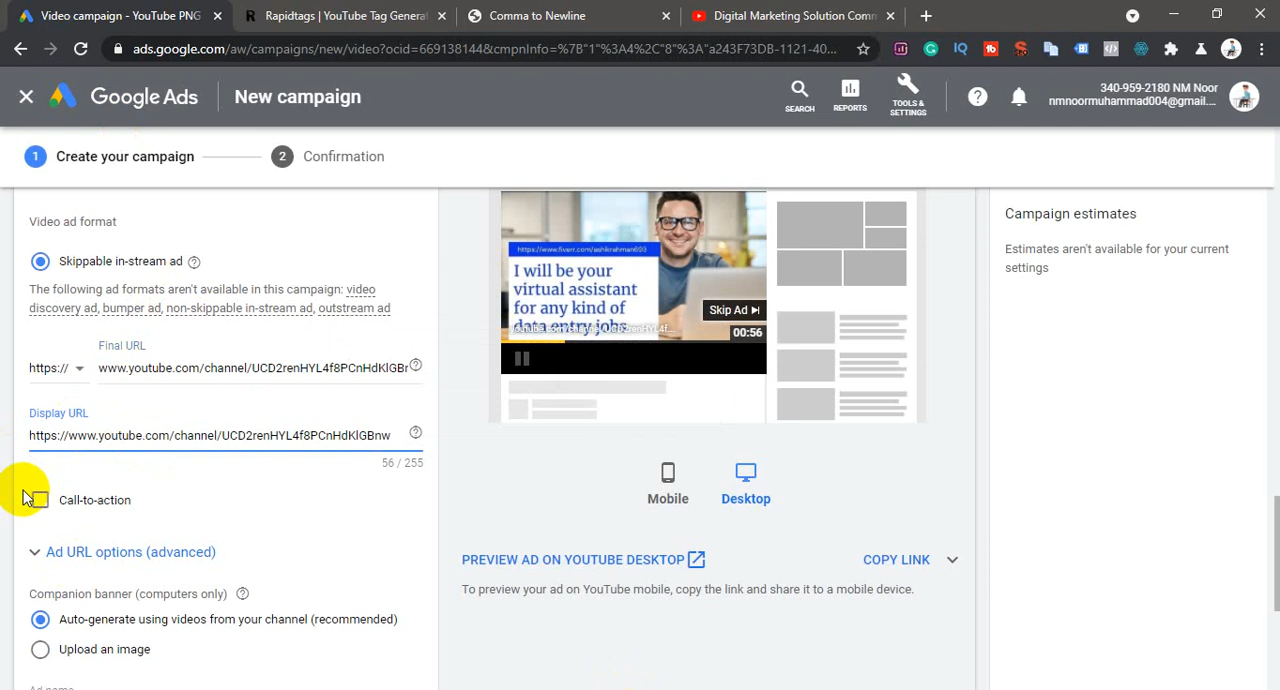 Video campaign - YouTube PNG
Rapidtags | YouTube Tag Genera
Comma to Newline
Digital Marketing Solution Com
ads.google.com/aw/campaigns/new/video?ocid=669138144&cmpnInfo=%7B"1"%3A4%2C"8"%3A"a243F73DB-1121-40...
Google Ads
New campaign
SEARCH
REPORTS
TOOLS &
SETTINGS
340-959-2180 NM Noor
nmnoormuhammad004@gmail....
1 Create your campaign
2 Confirmation
Video ad format
Skippable in-stream ad
The following ad formats aren't available in this campaign: video
discovery ad, bumper ad, non-skippable in-stream ad, outstream ad
Final URL
https:// www.youtube.com/channel/UCD2renHYL4f8PCnHdKlGBr
Display URL
https://www.youtube.com/channel/UCD2renHYL4f8PCnHdKlGBnw
56 / 255
Call-to-action
Ad URL options (advanced)
Companion banner (computers only)
Auto-generate using videos from your channel (recommended)
Upload an image
Ad name
https://www.fiverr.com/ashikrahman693
I will be your
virtual assistant
for any kind of
data entry jobs
Skip Ad
00:56
Mobile
Desktop
PREVIEW AD ON YOUTUBE DESKTOP
COPY LINK
To preview your ad on YouTube mobile, copy the link and share it to a mobile device.
Campaign estimates
Estimates aren't available for your current
settings